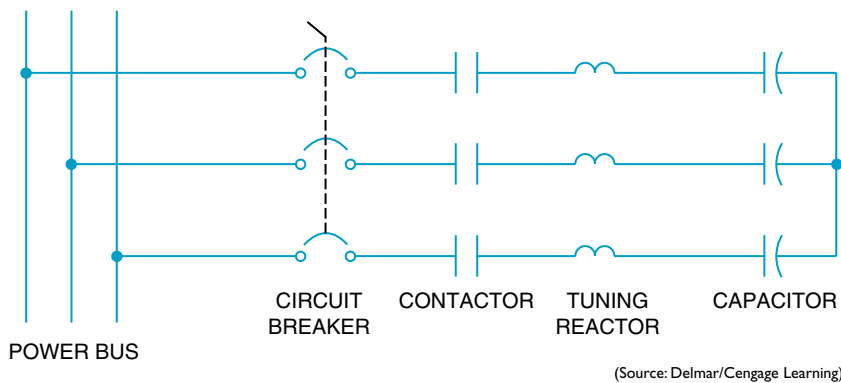 CIRCUIT
BREAKER
CONTACTOR
TUNING
REACTOR
CAPACITOR
POWER BUS
(Source: Delmar/Cengage Learning)